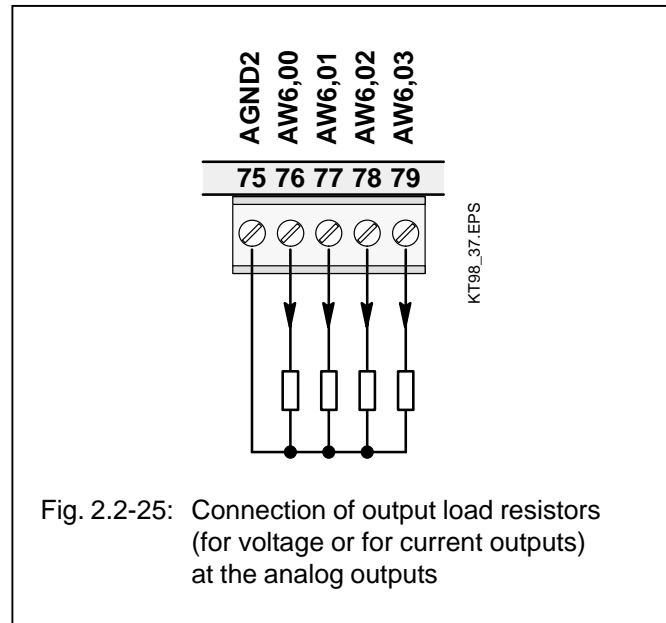 AGND2
AW6,00
AW6,01
AW6,02
AW6,03
75 76 77 78 79
KT98_37.EPS
Fig. 2.2-25: Connection of output load resistors
(for voltage or for current outputs)
at the analog outputs